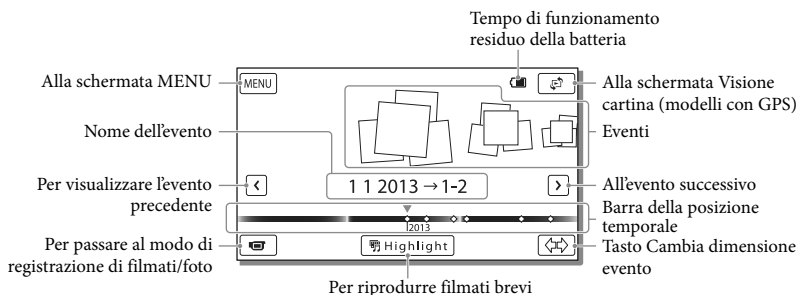 Tempo di funzionamento
residuo della batteria
Alla schermata MENU
MENU
Alla schermata Visione
cartina (modelli con GPS)
Nome dell'evento
Eventi
Per visualizzare l'evento
precedente
1 1 2013 → 1-2
All'evento successivo
Barra della posizione
temporale
2013
Per passare al modo di
registrazione di filmati/foto
Highlight
Tasto Cambia dimensione
evento
Per riprodurre filmati brevi